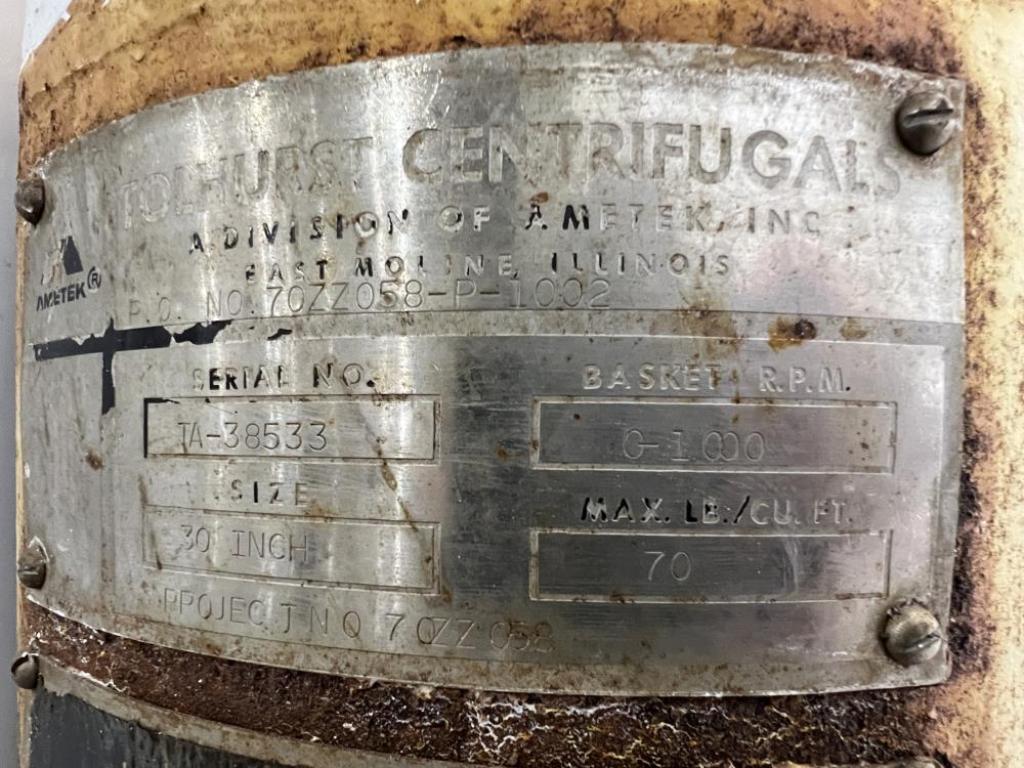 TOLHURST CENTRIFUGALS
A DIVISION OF AMETEK, INC
EAST MOLINE, ILLINOIS
AMETEK ®
P.O. NO. 70ZZ058-P-1002
SERIAL NO.
BASKET R.P.M.
TA-38533
0-1000
SIZE
MAX. LB./CU. FT.
30 INCH
70
PROJECT NO 70ZZ058